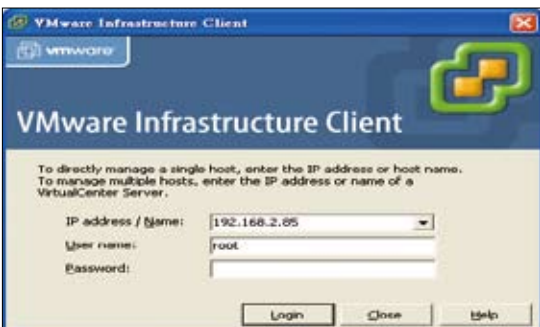 VMware Infrastructure Client
vmware
VMware Infrastructure Client
To directly manage a single host, enter the IP address or host name.
To manage multiple hosts, enter the IP address or name of a
VirtualCenter Server.
IP address / Name: 192.168.2.85
User name: root
Password:
Login Close Help